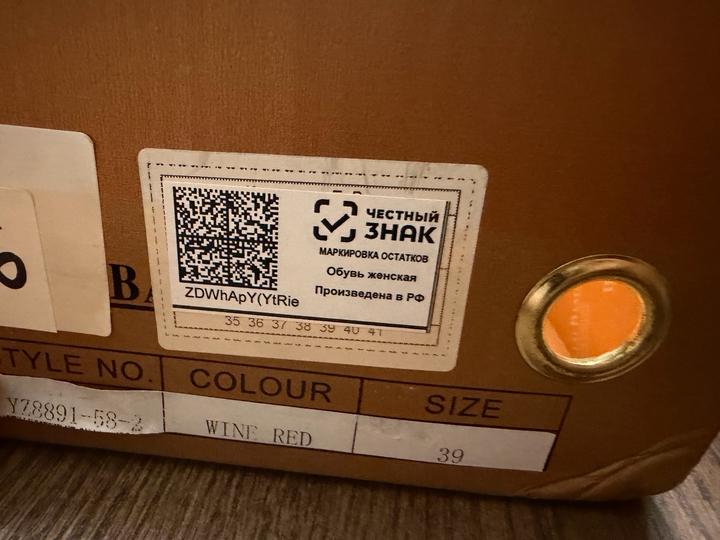 ЧЕСТНЫЙ
ЗНАК
МАРКИРОВКА ОСТАТКОВ
Обувь женская
Произведена в РФ
ZDWhApY(YtRie
35 36 37 38 39 40 41
STYLE NO. COLOUR SIZE
YZ8891-58-2 WINE RED 39